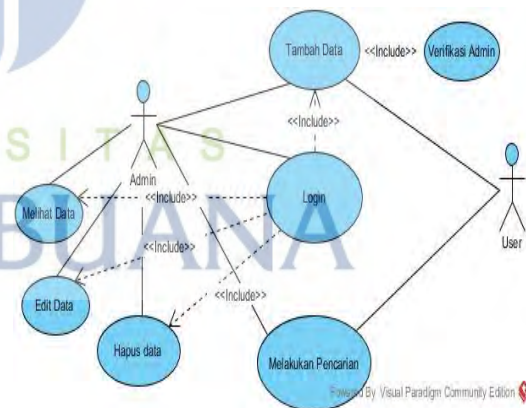 Tambah Data
<<Include>>
Verifikasi Admin
<<Include>>
S I T A S
Admin
<<Include>>
Melihat Data
Login
BUANA
User
<<Include>>
Edit Data
<<Include>>
Hapus data
Melakukan Pencarian
Powered By Visual Paradigm Community Edition